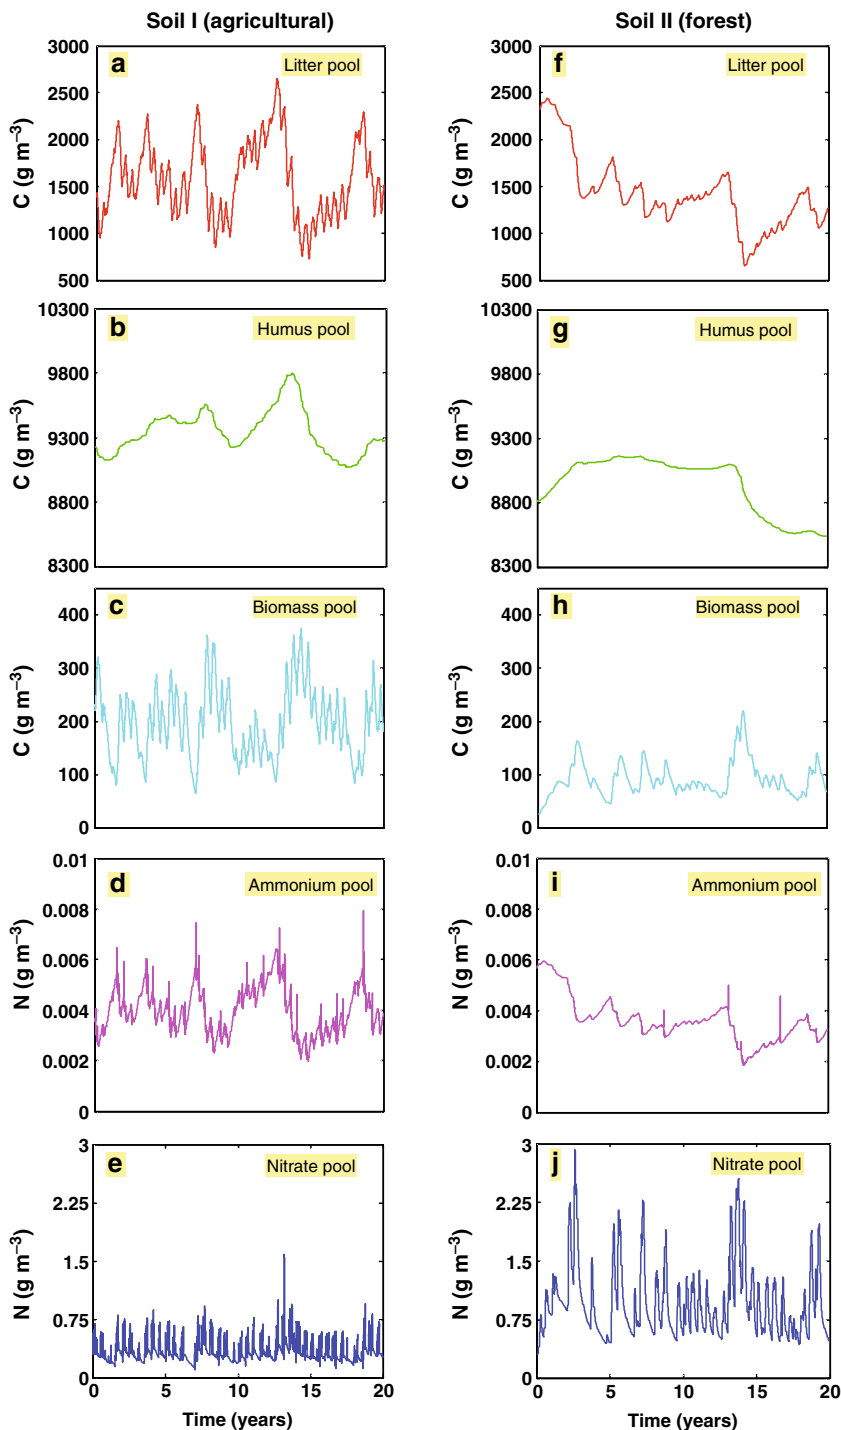 Soil I (agricultural)
Soil II (forest)
a
Litter pool
C (g m⁻³)
3000
2500
2000
1500
1000
500
f
Litter pool
C (g m⁻³)
3000
2500
2000
1500
1000
500
b
Humus pool
C (g m⁻³)
10300
9800
9300
8800
8300
g
Humus pool
C (g m⁻³)
10300
9800
9300
8800
8300
c
Biomass pool
C (g m⁻³)
400
300
200
100
0
h
Biomass pool
C (g m⁻³)
400
300
200
100
0
d
Ammonium pool
N (g m⁻³)
0.01
0.008
0.006
0.004
0.002
0
i
Ammonium pool
N (g m⁻³)
0.01
0.008
0.006
0.004
0.002
0
e
Nitrate pool
N (g m⁻³)
3
2.25
1.5
0.75
0
0 5 10 15 20
Time (years)
j
Nitrate pool
N (g m⁻³)
3
2.25
1.5
0.75
0
0 5 10 15 20
Time (years)